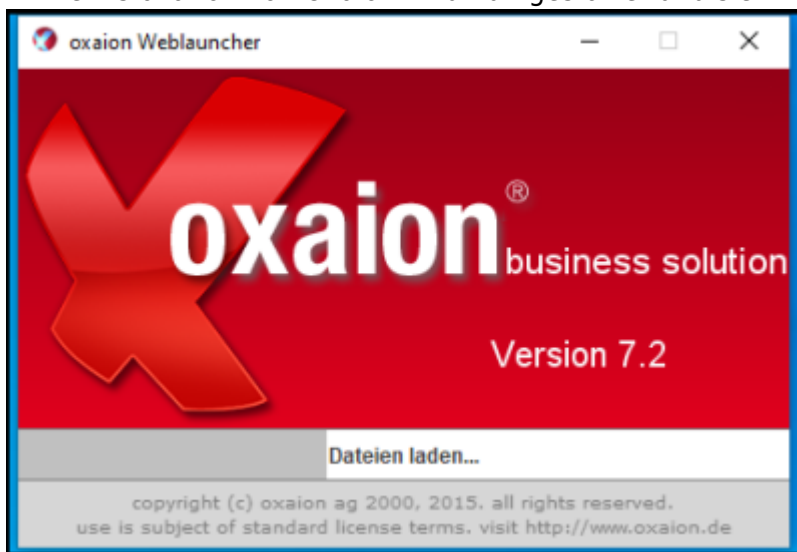 oxaion Weblauncher
oxaion®
business solution
Version 7.2
Dateien laden...
copyright (c) oxaion ag 2000, 2015. all rights reserved.
use is subject of standard license terms. visit http://www.oxaion.de